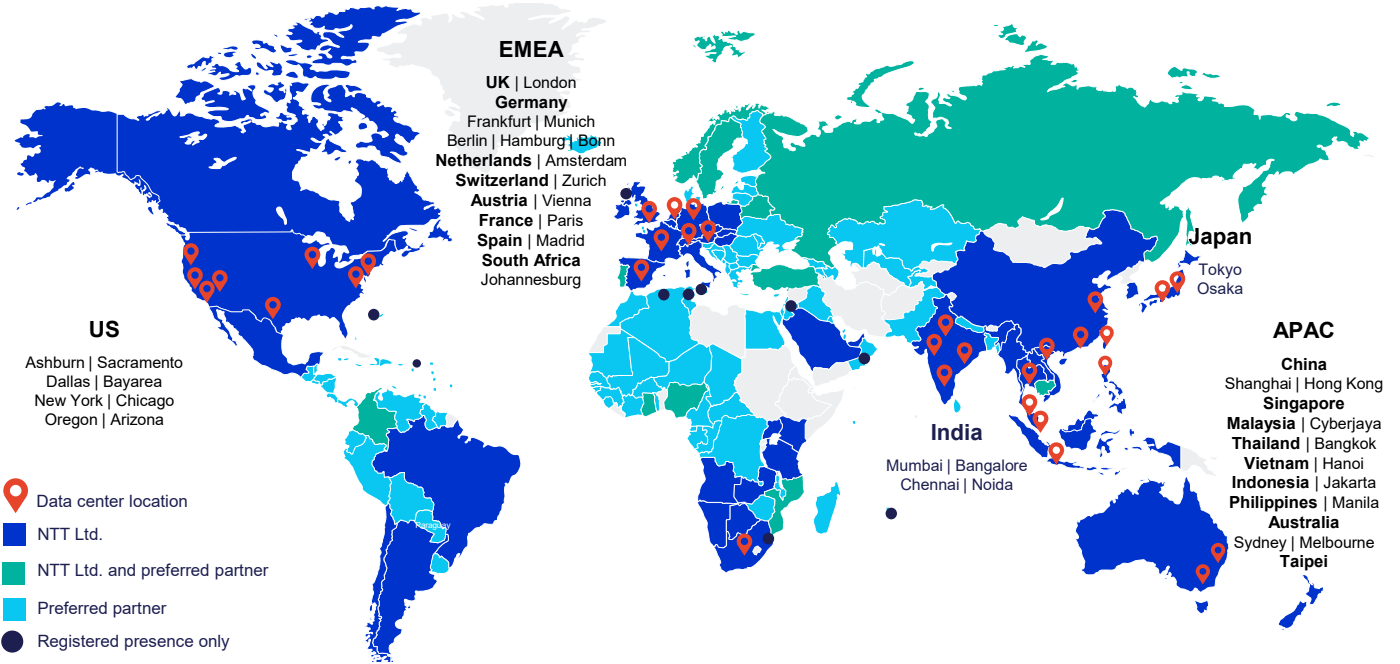 EMEA
UK | London
Germany
Frankfurt | Munich
Berlin | Hamburg | Bonn
Netherlands | Amsterdam
Switzerland | Zurich
Austria | Vienna
France | Paris
Spain | Madrid
South Africa
Johannesburg
US
Ashburn | Sacramento
Dallas | Bayarea
New York | Chicago
Oregon | Arizona
Japan
Tokyo
Osaka
APAC
China
Shanghai | Hong Kong
Singapore
Malaysia | Cyberjaya
Thailand | Bangkok
Vietnam | Hanoi
Indonesia | Jakarta
Philippines | Manila
Australia
Sydney | Melbourne
Taipei
India
Mumbai | Bangalore
Chennai | Noida
Paraguay
Data center location
NTT Ltd.
NTT Ltd. and preferred partner
Preferred partner
Registered presence only